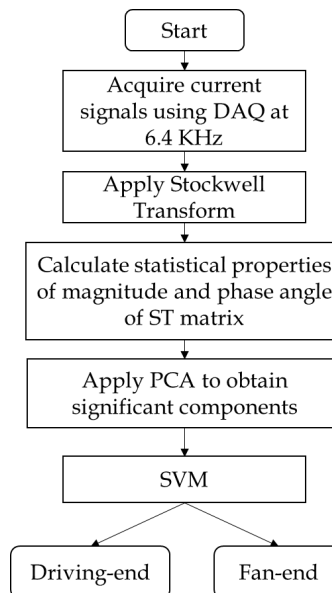 Start
Acquire current
signals using DAQ at
6.4 KHz
Apply Stockwell
Transform
Calculate statistical properties
of magnitude and phase angle
of ST matrix
Apply PCA to obtain
significant components
SVM
Driving-end
Fan-end